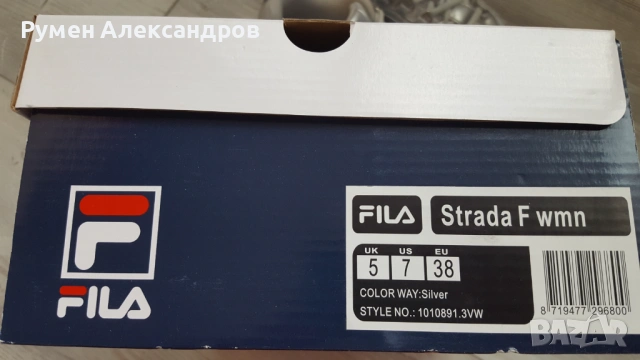 Румен Александров
FILA
FILA Strada F wmn
UK US EU
5 7 38
COLOR WAY:Silver
STYLE NO.: 1010891.3VW
8 719477 296800
BAZAR